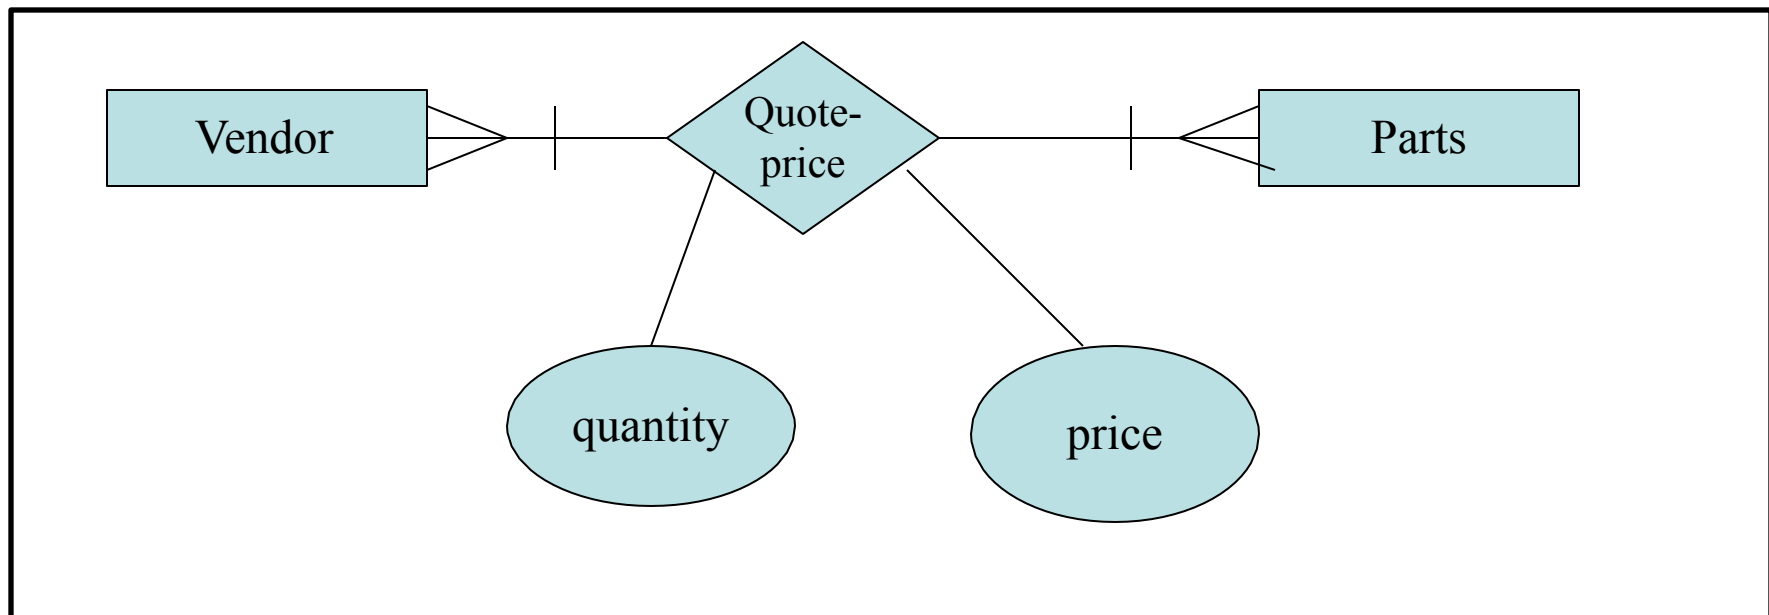 Vendor
Quote-
price
Parts
quantity
price